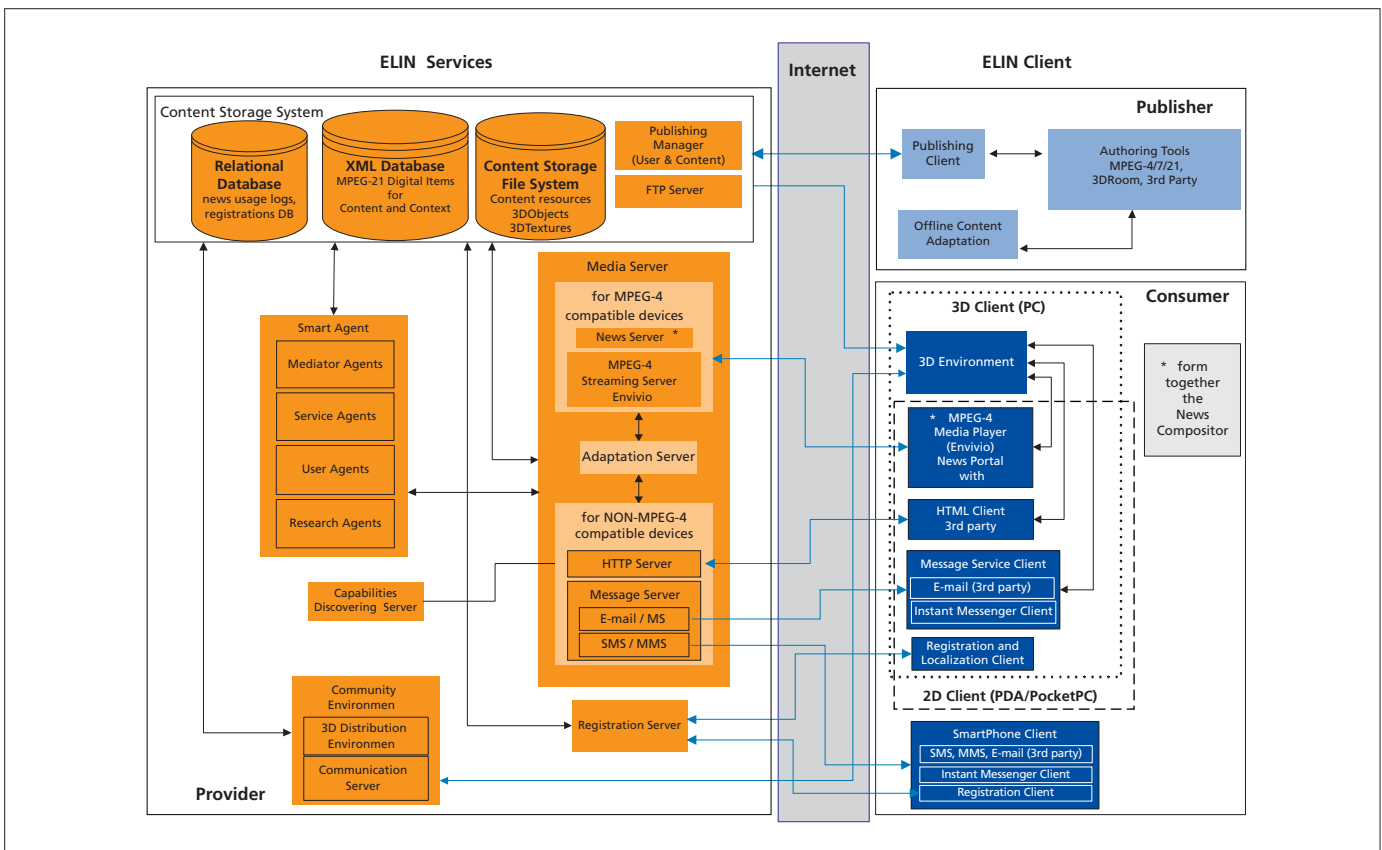 ELIN Services
Internet
ELIN Client
Content Storage System
Relational
Database
news usage logs,
registrations DB
XML Database
MPEG-21 Digital Items
for
Content and Context
Content Storage
File System
Content resources
3DObjects
3DTextures
Publishing
Manager
(User & Content)
FTP Server
Publisher
Publishing
Client
Authoring Tools
MPEG-4/7/21,
3DRoom, 3rd Party
Offline Content
Adaptation
Smart Agent
Mediator Agents
Service Agents
User Agents
Research Agents
Media Server
for MPEG-4
compatible devices
News Server *
MPEG-4
Streaming Server
Envivio
Adaptation Server
for NON-MPEG-4
compatible devices
HTTP Server
Message Server
E-mail / MS
SMS / MMS
Capabilities
Discovering Server
Community
Environmen
3D Distribution
Environmen
Communication
Server
Registration Server
Provider
Consumer
3D Client (PC)
3D Environment
* MPEG-4
Media Player
(Envivio)
News Portal
with
HTML Client
3rd party
Message Service Client
E-mail (3rd party)
Instant Messenger Client
Registration and
Localization Client
2D Client (PDA/PocketPC)
SmartPhone Client
SMS, MMS, E-mail (3rd party)
Instant Messenger Client
Registration Client
* form
together
the
News
Compositor